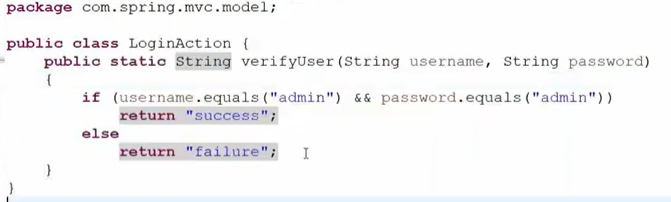 package com.spring.mvc.model;
public class LoginAction {
public static String verifyUser(String username, String password)
{
if (username.equals("admin") && password.equals("admin"))
return "success";
else
return "failure";
}
}